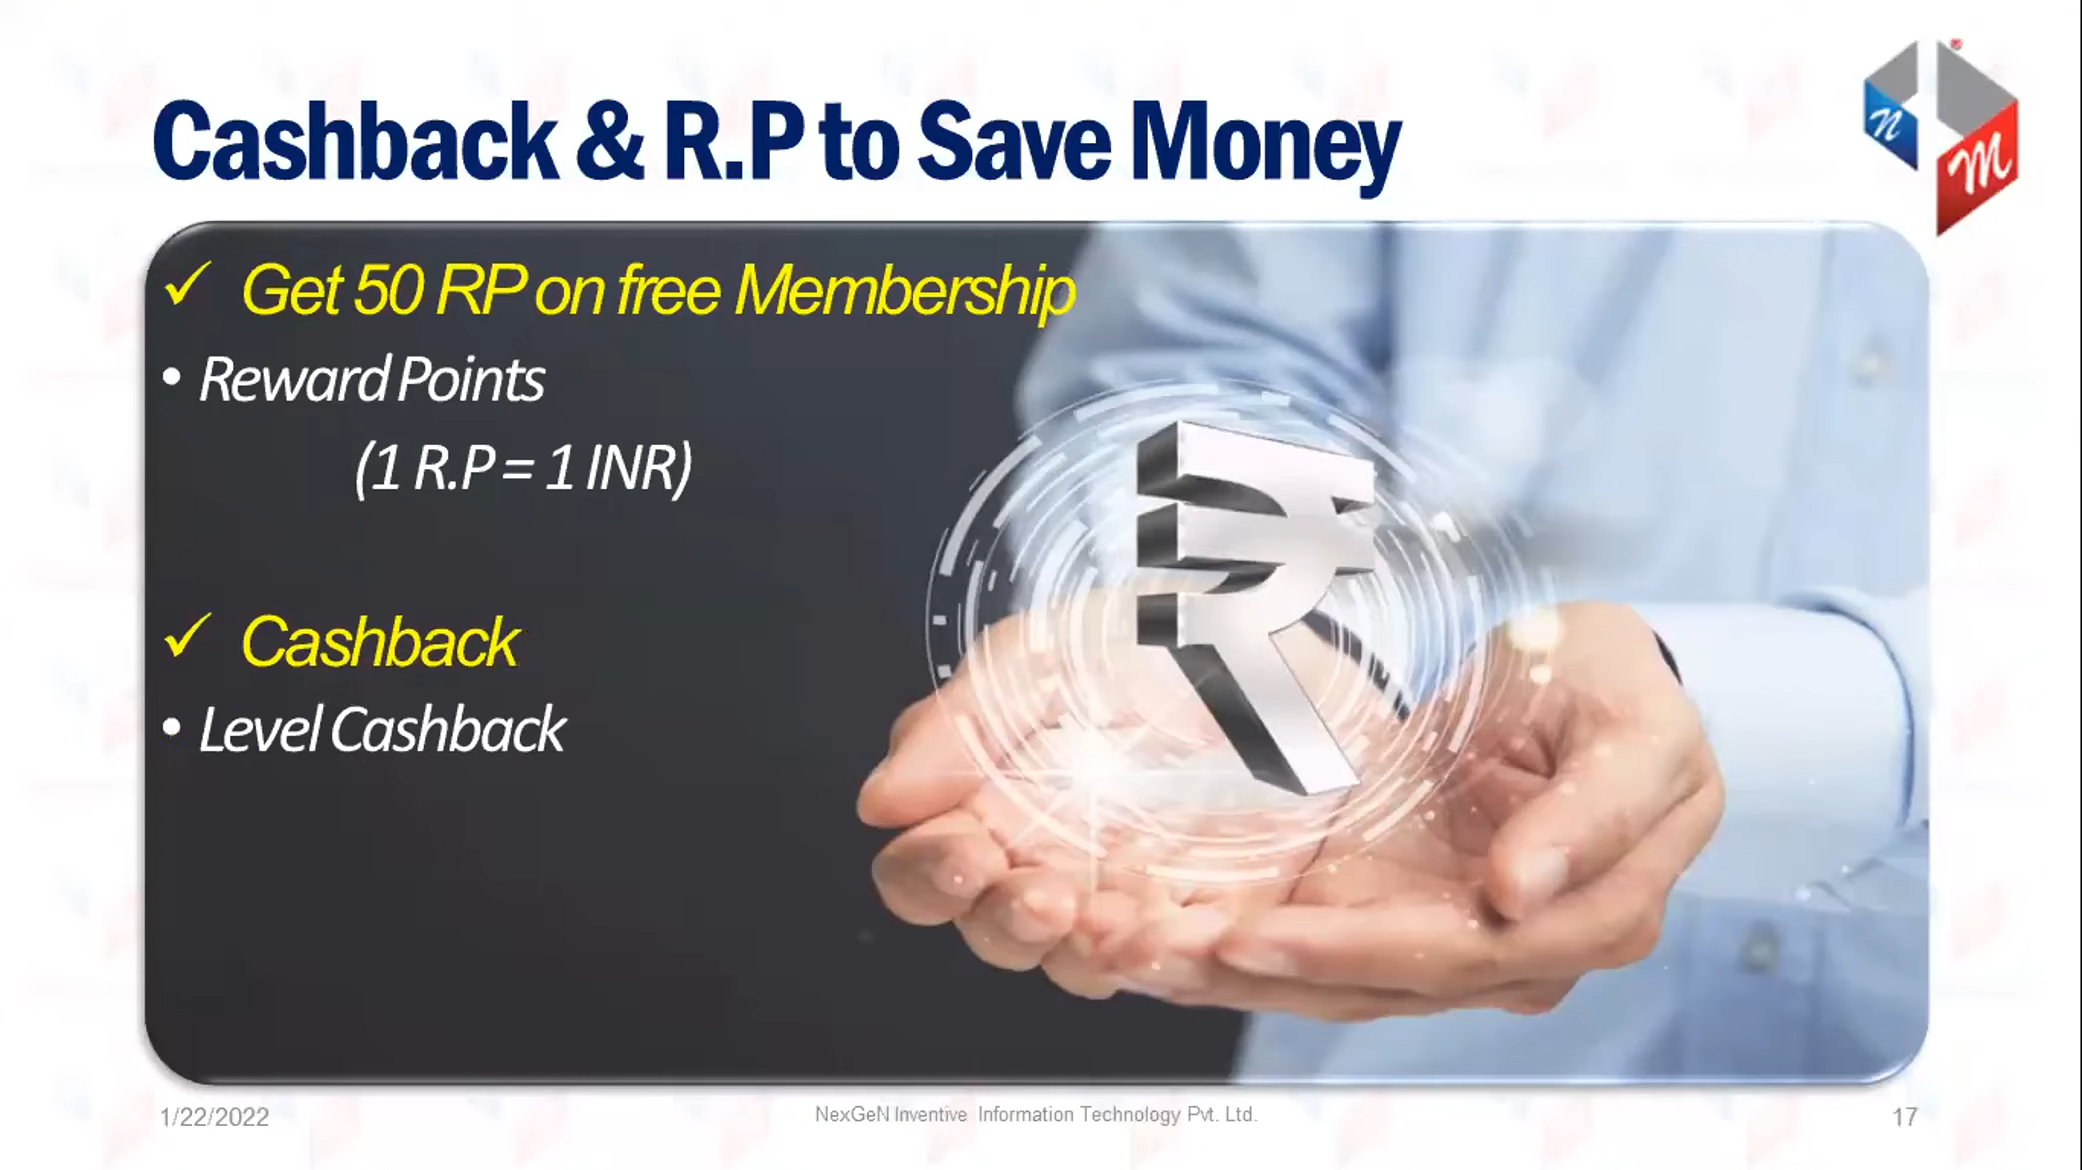 Cashback & R.P to Save Money
n
m
✓ Get 50 RP on free Membership
• Reward Points
(1 R.P = 1 INR)
✓ Cashback
• Level Cashback
1/22/2022
NexGeN Inventive Information Technology Pvt. Ltd.
17